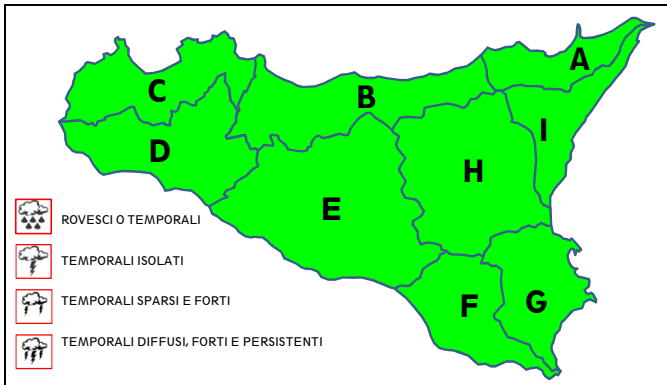 A
C
B
I
D
H
E
F
G
ROVESCI O TEMPORALI
TEMPORALI ISOLATI
TEMPORALI SPARSI E FORTI
TEMPORALI DIFFUSI, FORTI E PERSISTENTI